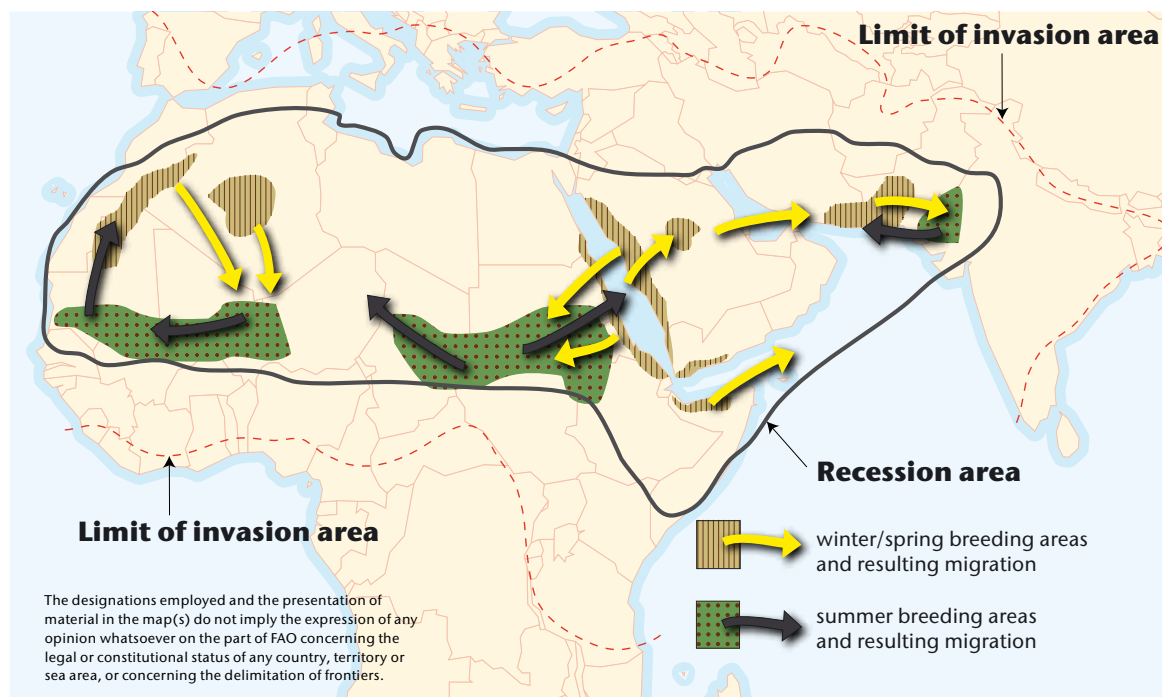 Limit of invasion area
Recession area
Limit of invasion area
winter/spring breeding areas
and resulting migration
summer breeding areas
and resulting migration
The designations employed and the presentation of
material in the map(s) do not imply the expression of any
opinion whatsoever on the part of FAO concerning the
legal or constitutional status of any country, territory or
sea area, or concerning the delimitation of frontiers.